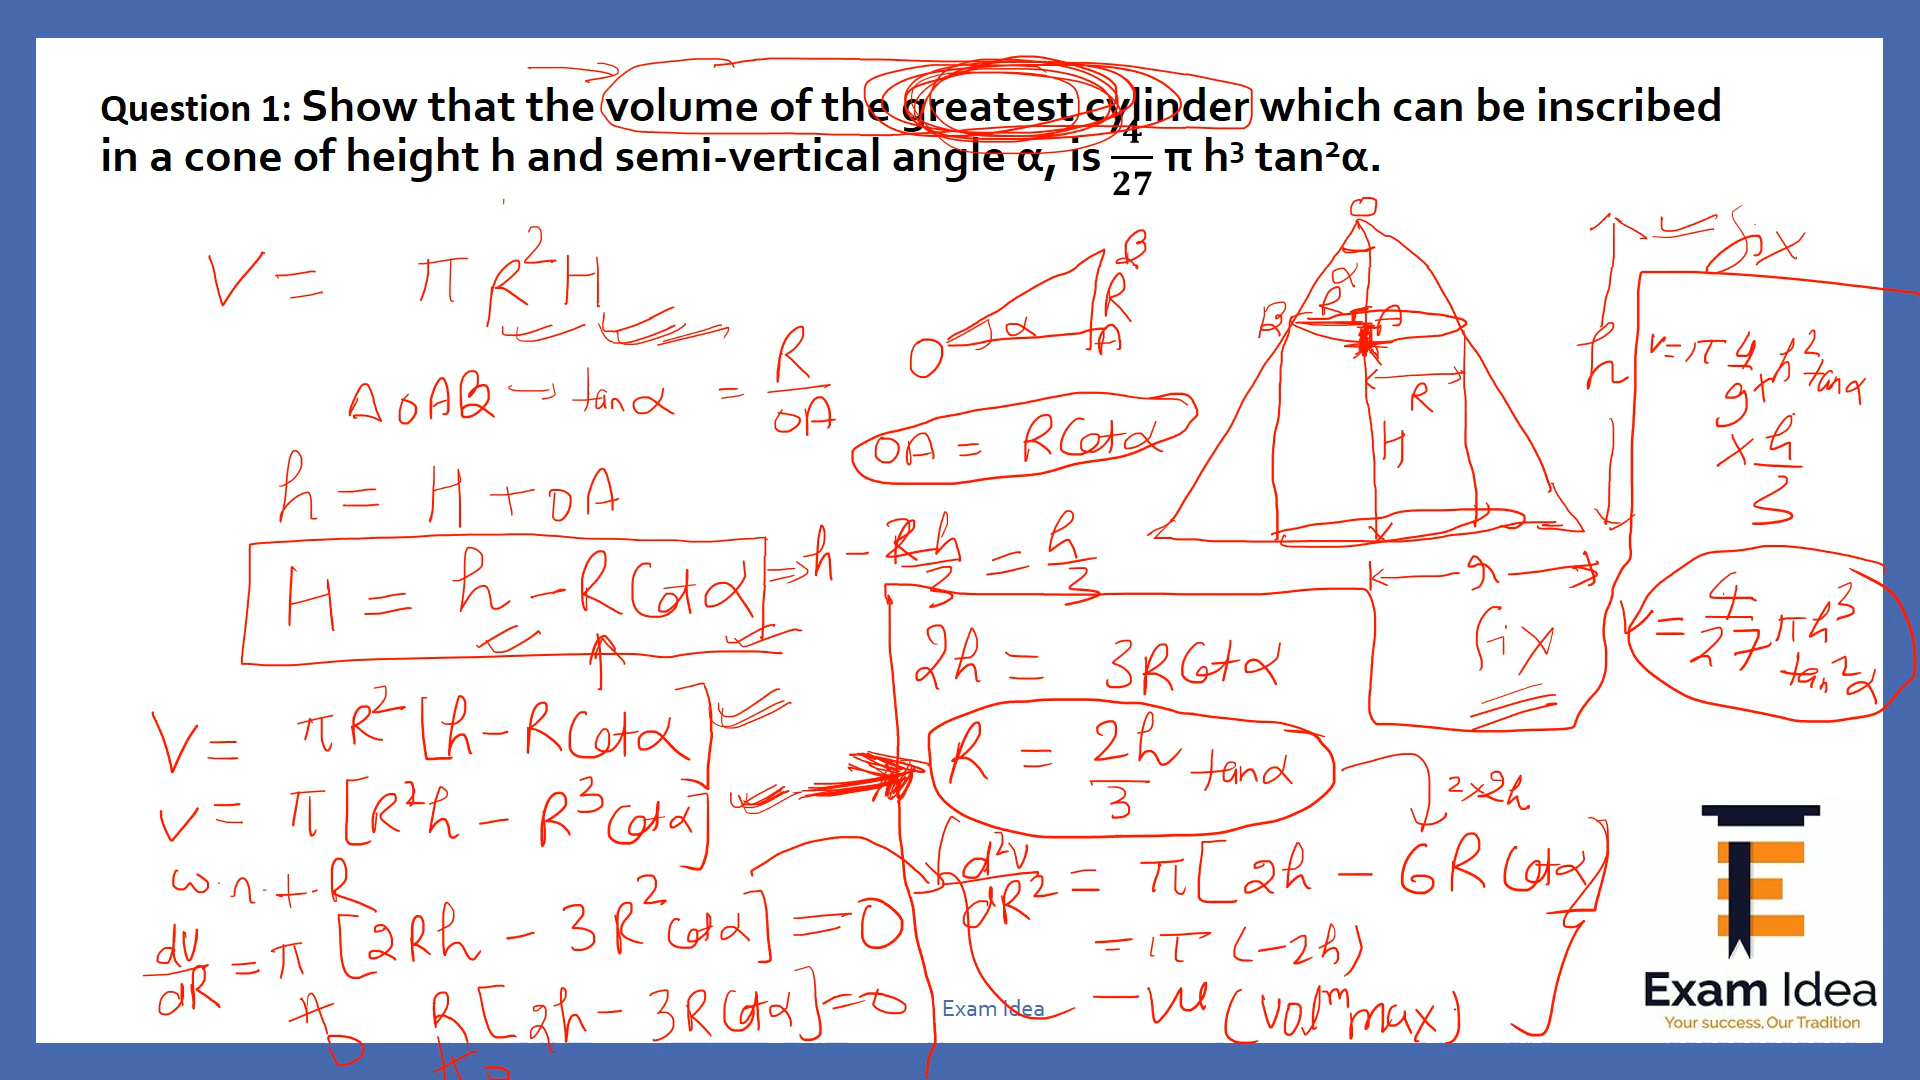 Question 1: Show that the volume of the greatest cylinder which can be inscribed
in a cone of height h and semi-vertical angle α, is 4/27 π h³ tan²α.
V = πR²H
△OAB → tanα = R/OA
OA = RCotα
h = H + OA
H = h - RCotα ⇒ h - 2h/3 = h/3
V = πR² [h - RCotα]
V = π [R²h - R³Cotα]
w.r.t. R
dV/dR = π [2Rh - 3R²Cotα] = 0
R [2h - 3RCotα] = 0
2h = 3RCotα
R = 2h/3 tanα
2×2h
d²V/dR² = π [2h - 6RCotα]
= π (-2h)
-ve (Volᵐ max)
O
α
B
R
A
O
α
B
R
A
R
H
h
fix
r
fix
V = π 4/9 × h² tan²α
× h/3
V = 4/27 πh³
tan²α
Exam Idea
Exam Idea
Your success, Our Tradition